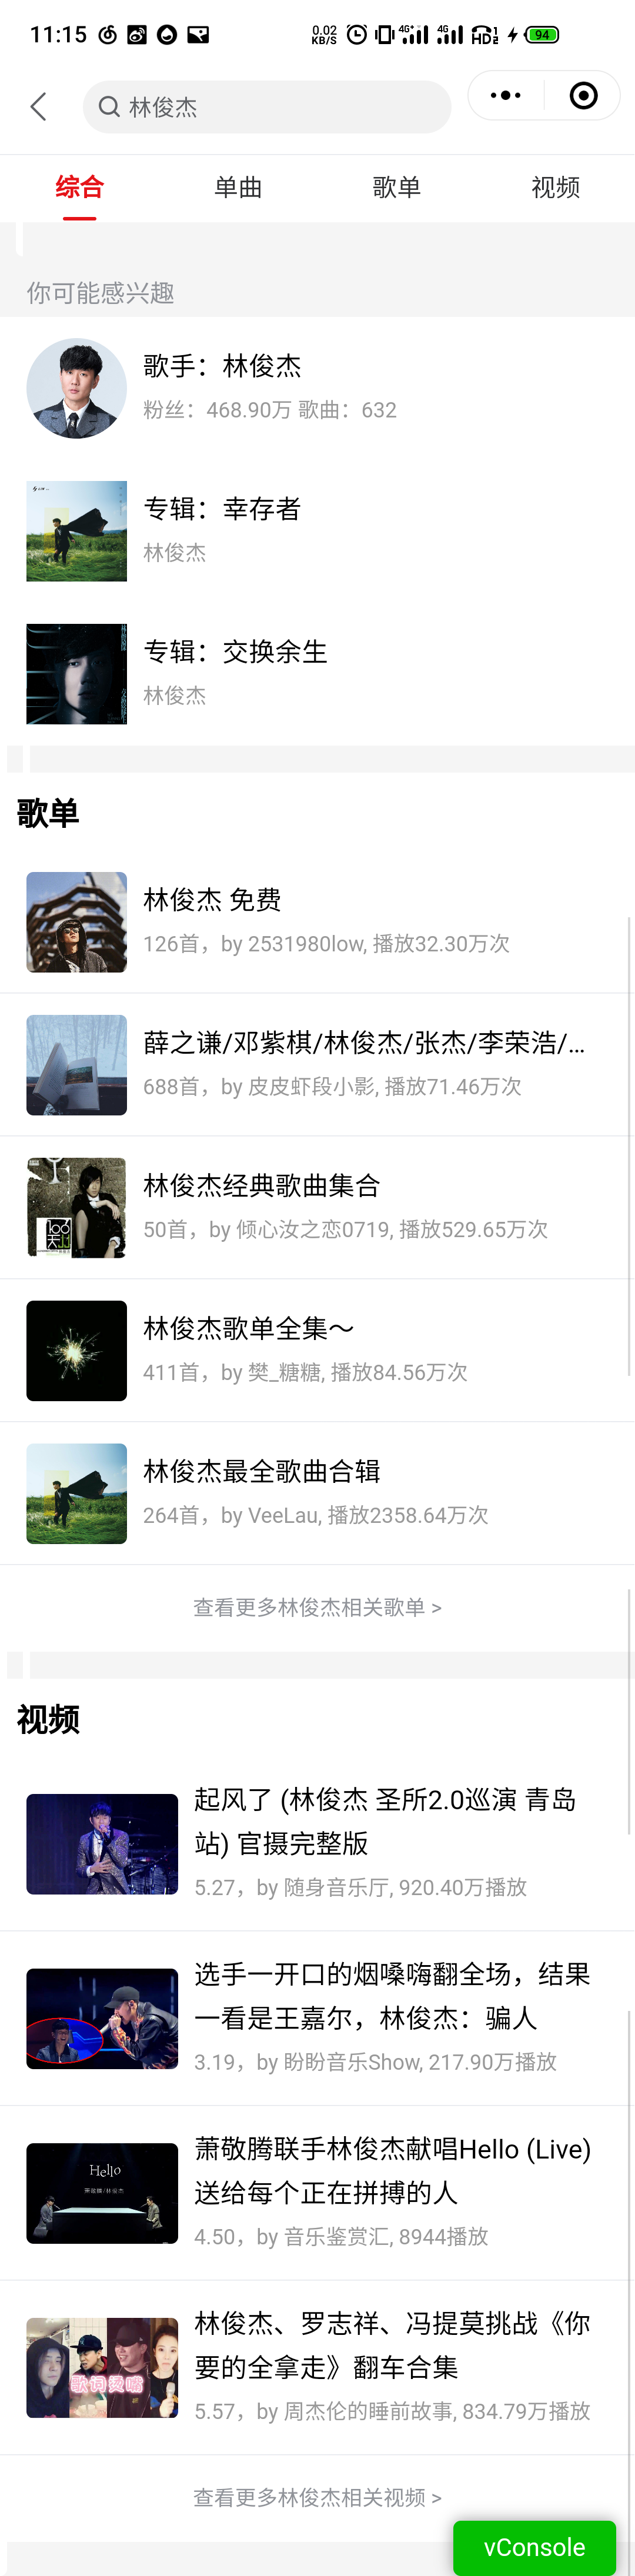 11:15
0.02
KB/S
4G+
4G
HD
1
2
94
林俊杰
综合
单曲
歌单
视频
你可能感兴趣
歌手：林俊杰
粉丝：468.90万 歌曲：632
专辑：幸存者
林俊杰
专辑：交换余生
林俊杰
歌单
林俊杰 免费
126首，by 2531980low, 播放32.30万次
薛之谦/邓紫棋/林俊杰/张杰/李荣浩/...
688首，by 皮皮虾段小影, 播放71.46万次
林俊杰经典歌曲集合
50首，by 倾心汝之恋0719, 播放529.65万次
林俊杰歌单全集～
411首，by 樊_糖糖, 播放84.56万次
林俊杰最全歌曲合辑
264首，by VeeLau, 播放2358.64万次
查看更多林俊杰相关歌单 >
视频
起风了 (林俊杰 圣所2.0巡演 青岛
站) 官摄完整版
5.27，by 随身音乐厅, 920.40万播放
选手一开口的烟嗓嗨翻全场，结果
一看是王嘉尔，林俊杰：骗人
3.19，by 盼盼音乐Show, 217.90万播放
Hello
萧敬腾/林俊杰
萧敬腾联手林俊杰献唱Hello (Live)
送给每个正在拼搏的人
4.50，by 音乐鉴赏汇, 8944播放
歌词烫嘴
林俊杰、罗志祥、冯提莫挑战《你
要的全拿走》翻车合集
5.57，by 周杰伦的睡前故事, 834.79万播放
查看更多林俊杰相关视频 >
vConsole